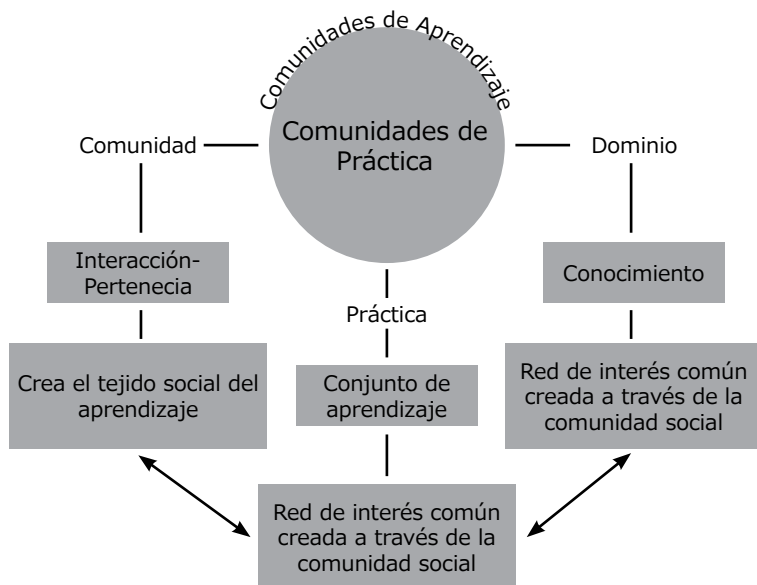 Comunidades de Aprendizaje
Comunidades de
Práctica
Comunidad
Dominio
Interacción-
Pertenecia
Conocimiento
Práctica
Crea el tejido social del
aprendizaje
Conjunto de
aprendizaje
Red de interés común
creada a través de la
comunidad social
Red de interés común
creada a través de la
comunidad social